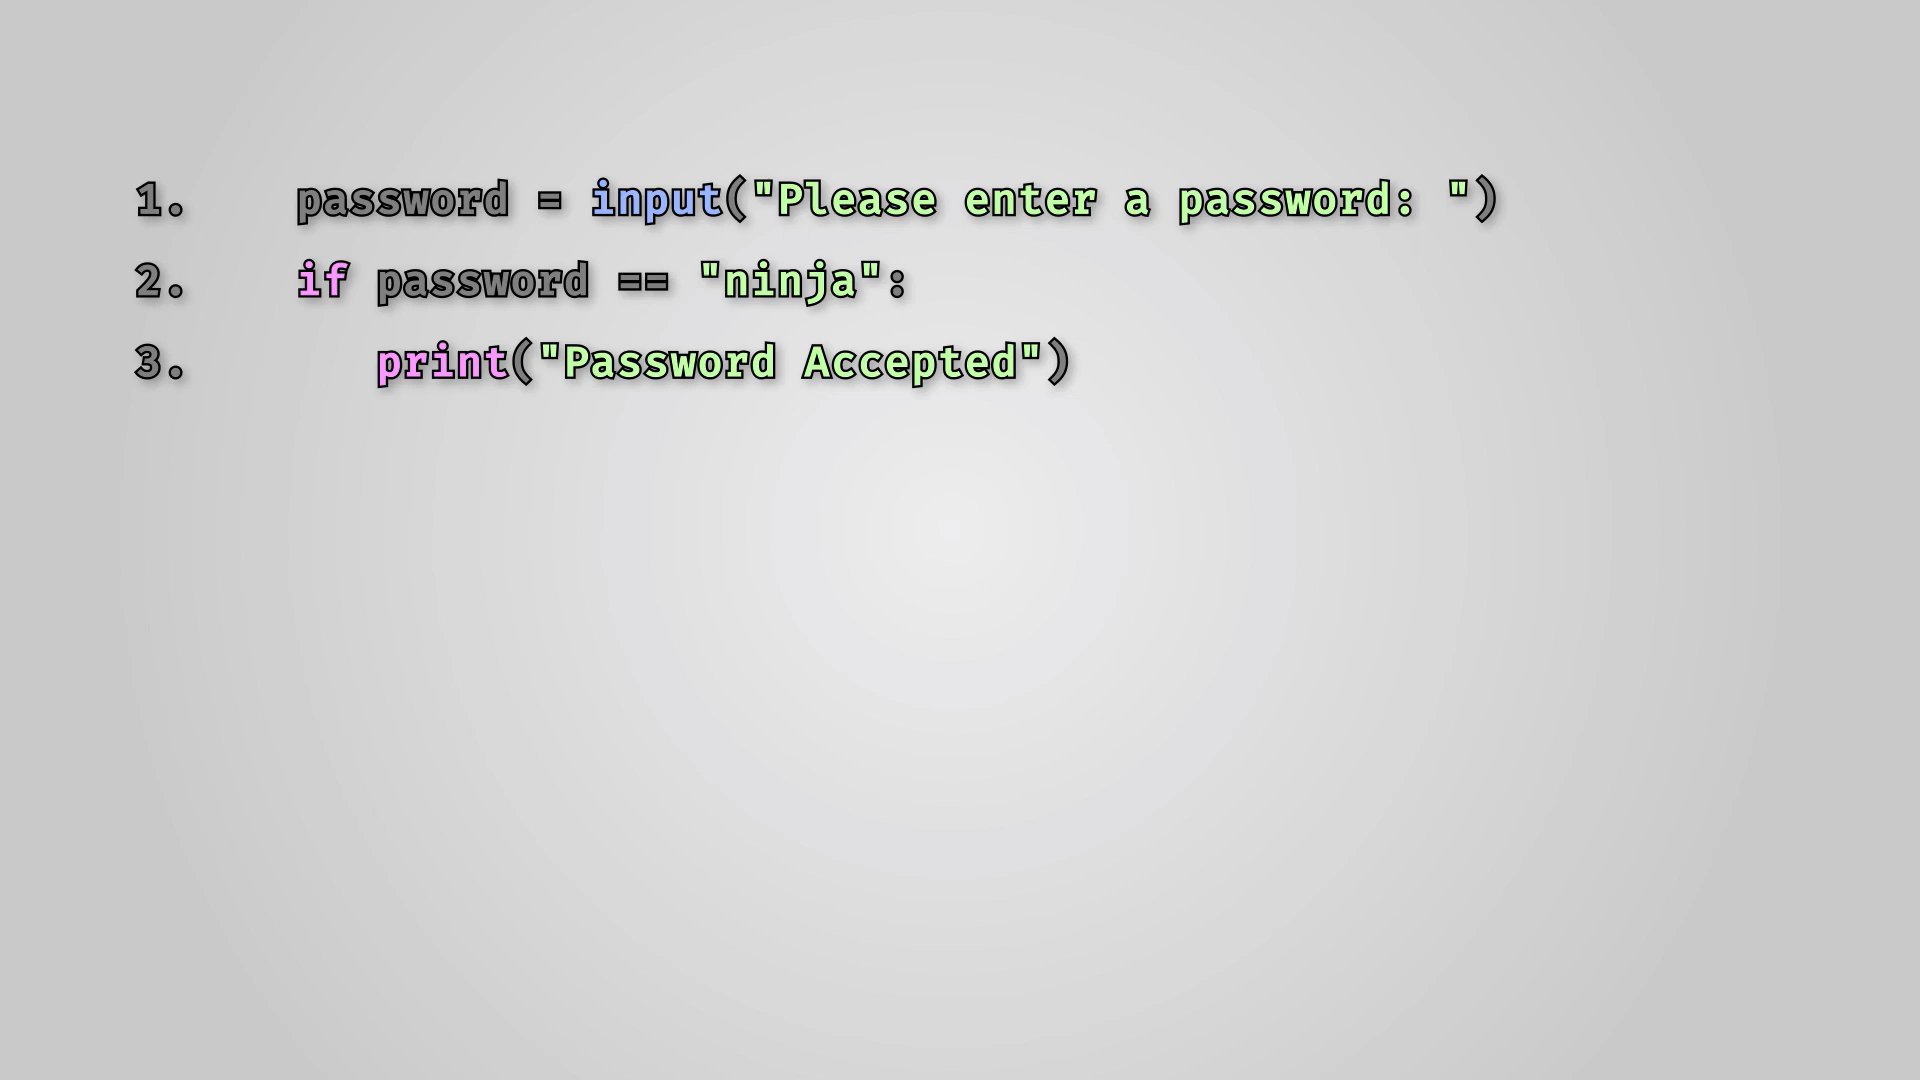 1. password = input("Please enter a password: ")
2. if password == "ninja":
3. print("Password Accepted")